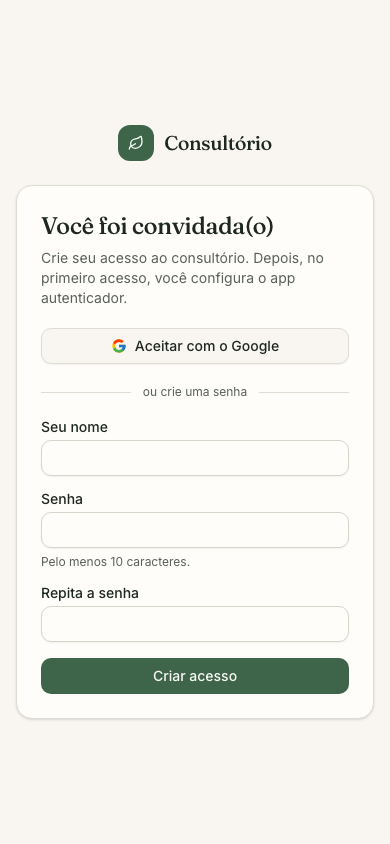 Consultório
Você foi convidada(o)
Crie seu acesso ao consultório. Depois, no
primeiro acesso, você configura o app
autenticador.
Aceitar com o Google
ou crie uma senha
Seu nome
Senha
Pelo menos 10 caracteres.
Repita a senha
Criar acesso